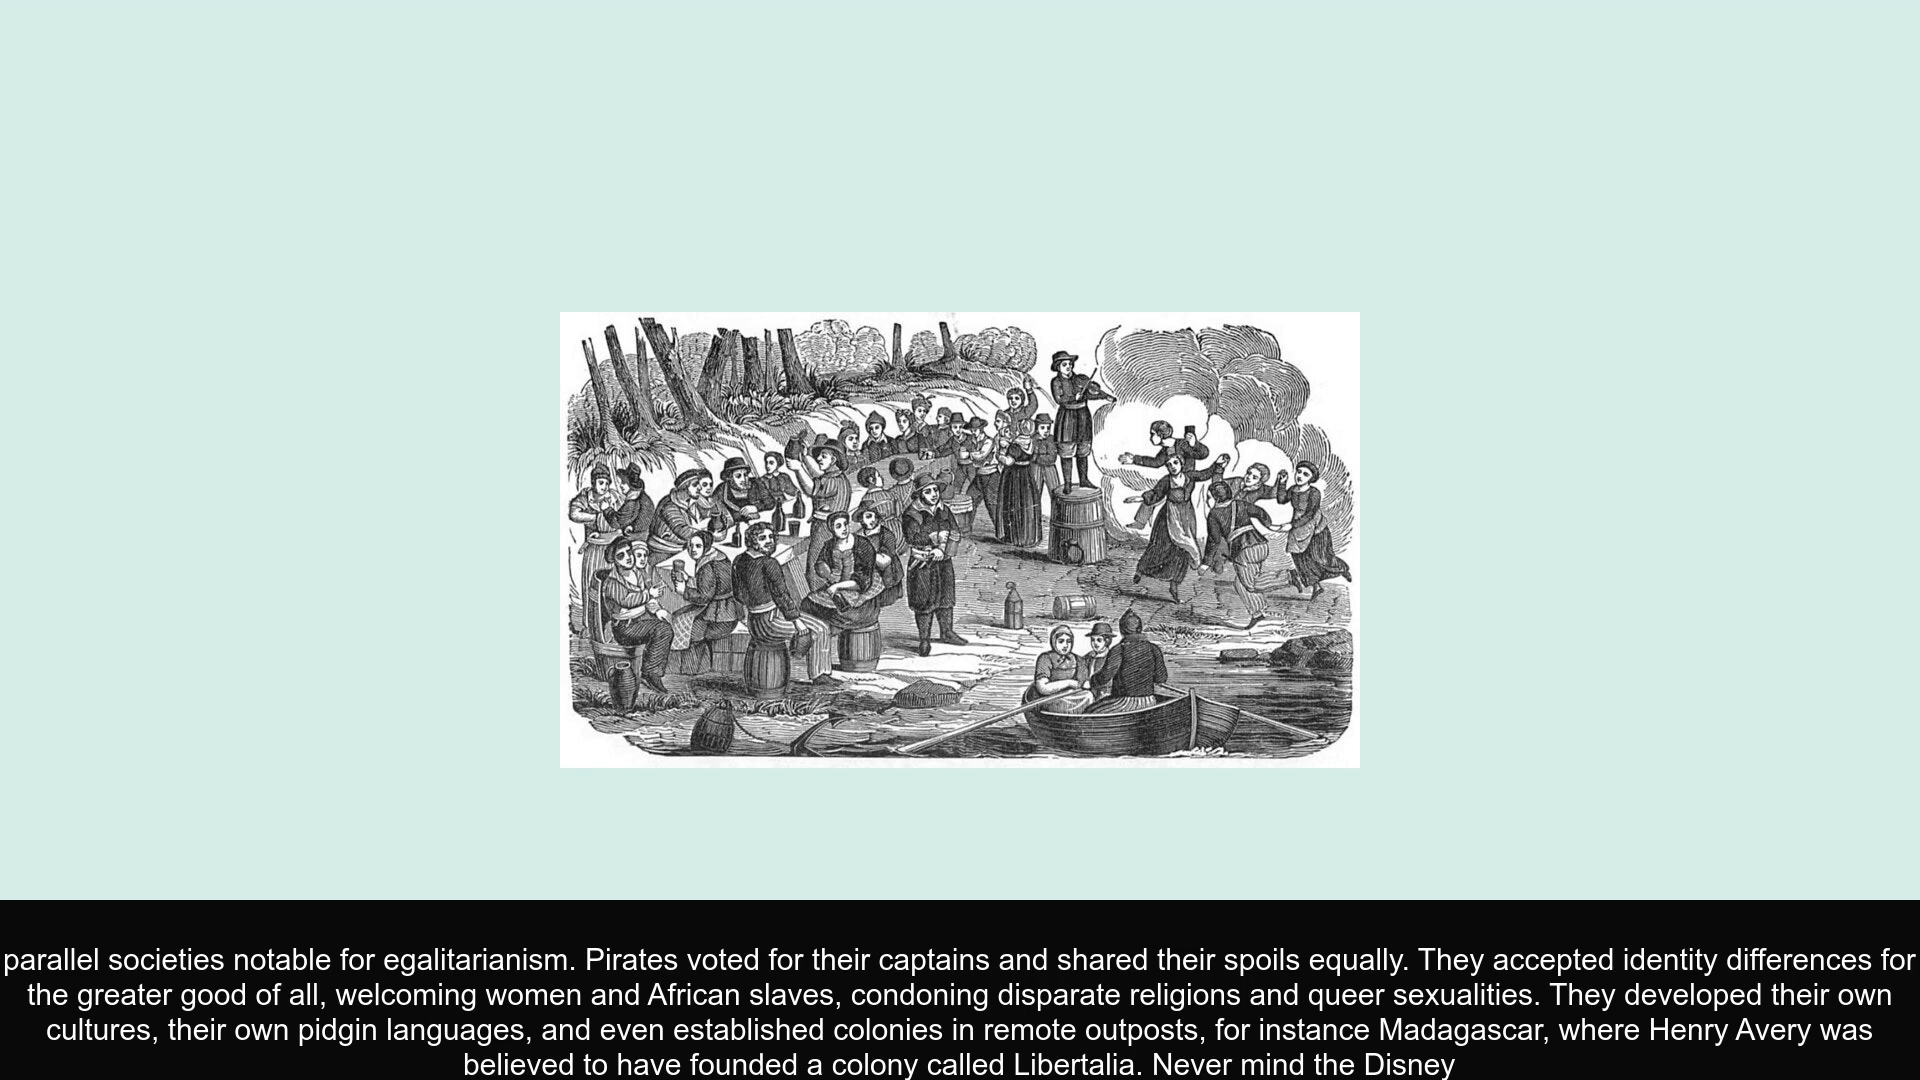 parallel societies notable for egalitarianism. Pirates voted for their captains and shared their spoils equally. They accepted identity differences for
the greater good of all, welcoming women and African slaves, condoning disparate religions and queer sexualities. They developed their own
cultures, their own pidgin languages, and even established colonies in remote outposts, for instance Madagascar, where Henry Avery was
believed to have founded a colony called Libertalia. Never mind the Disney